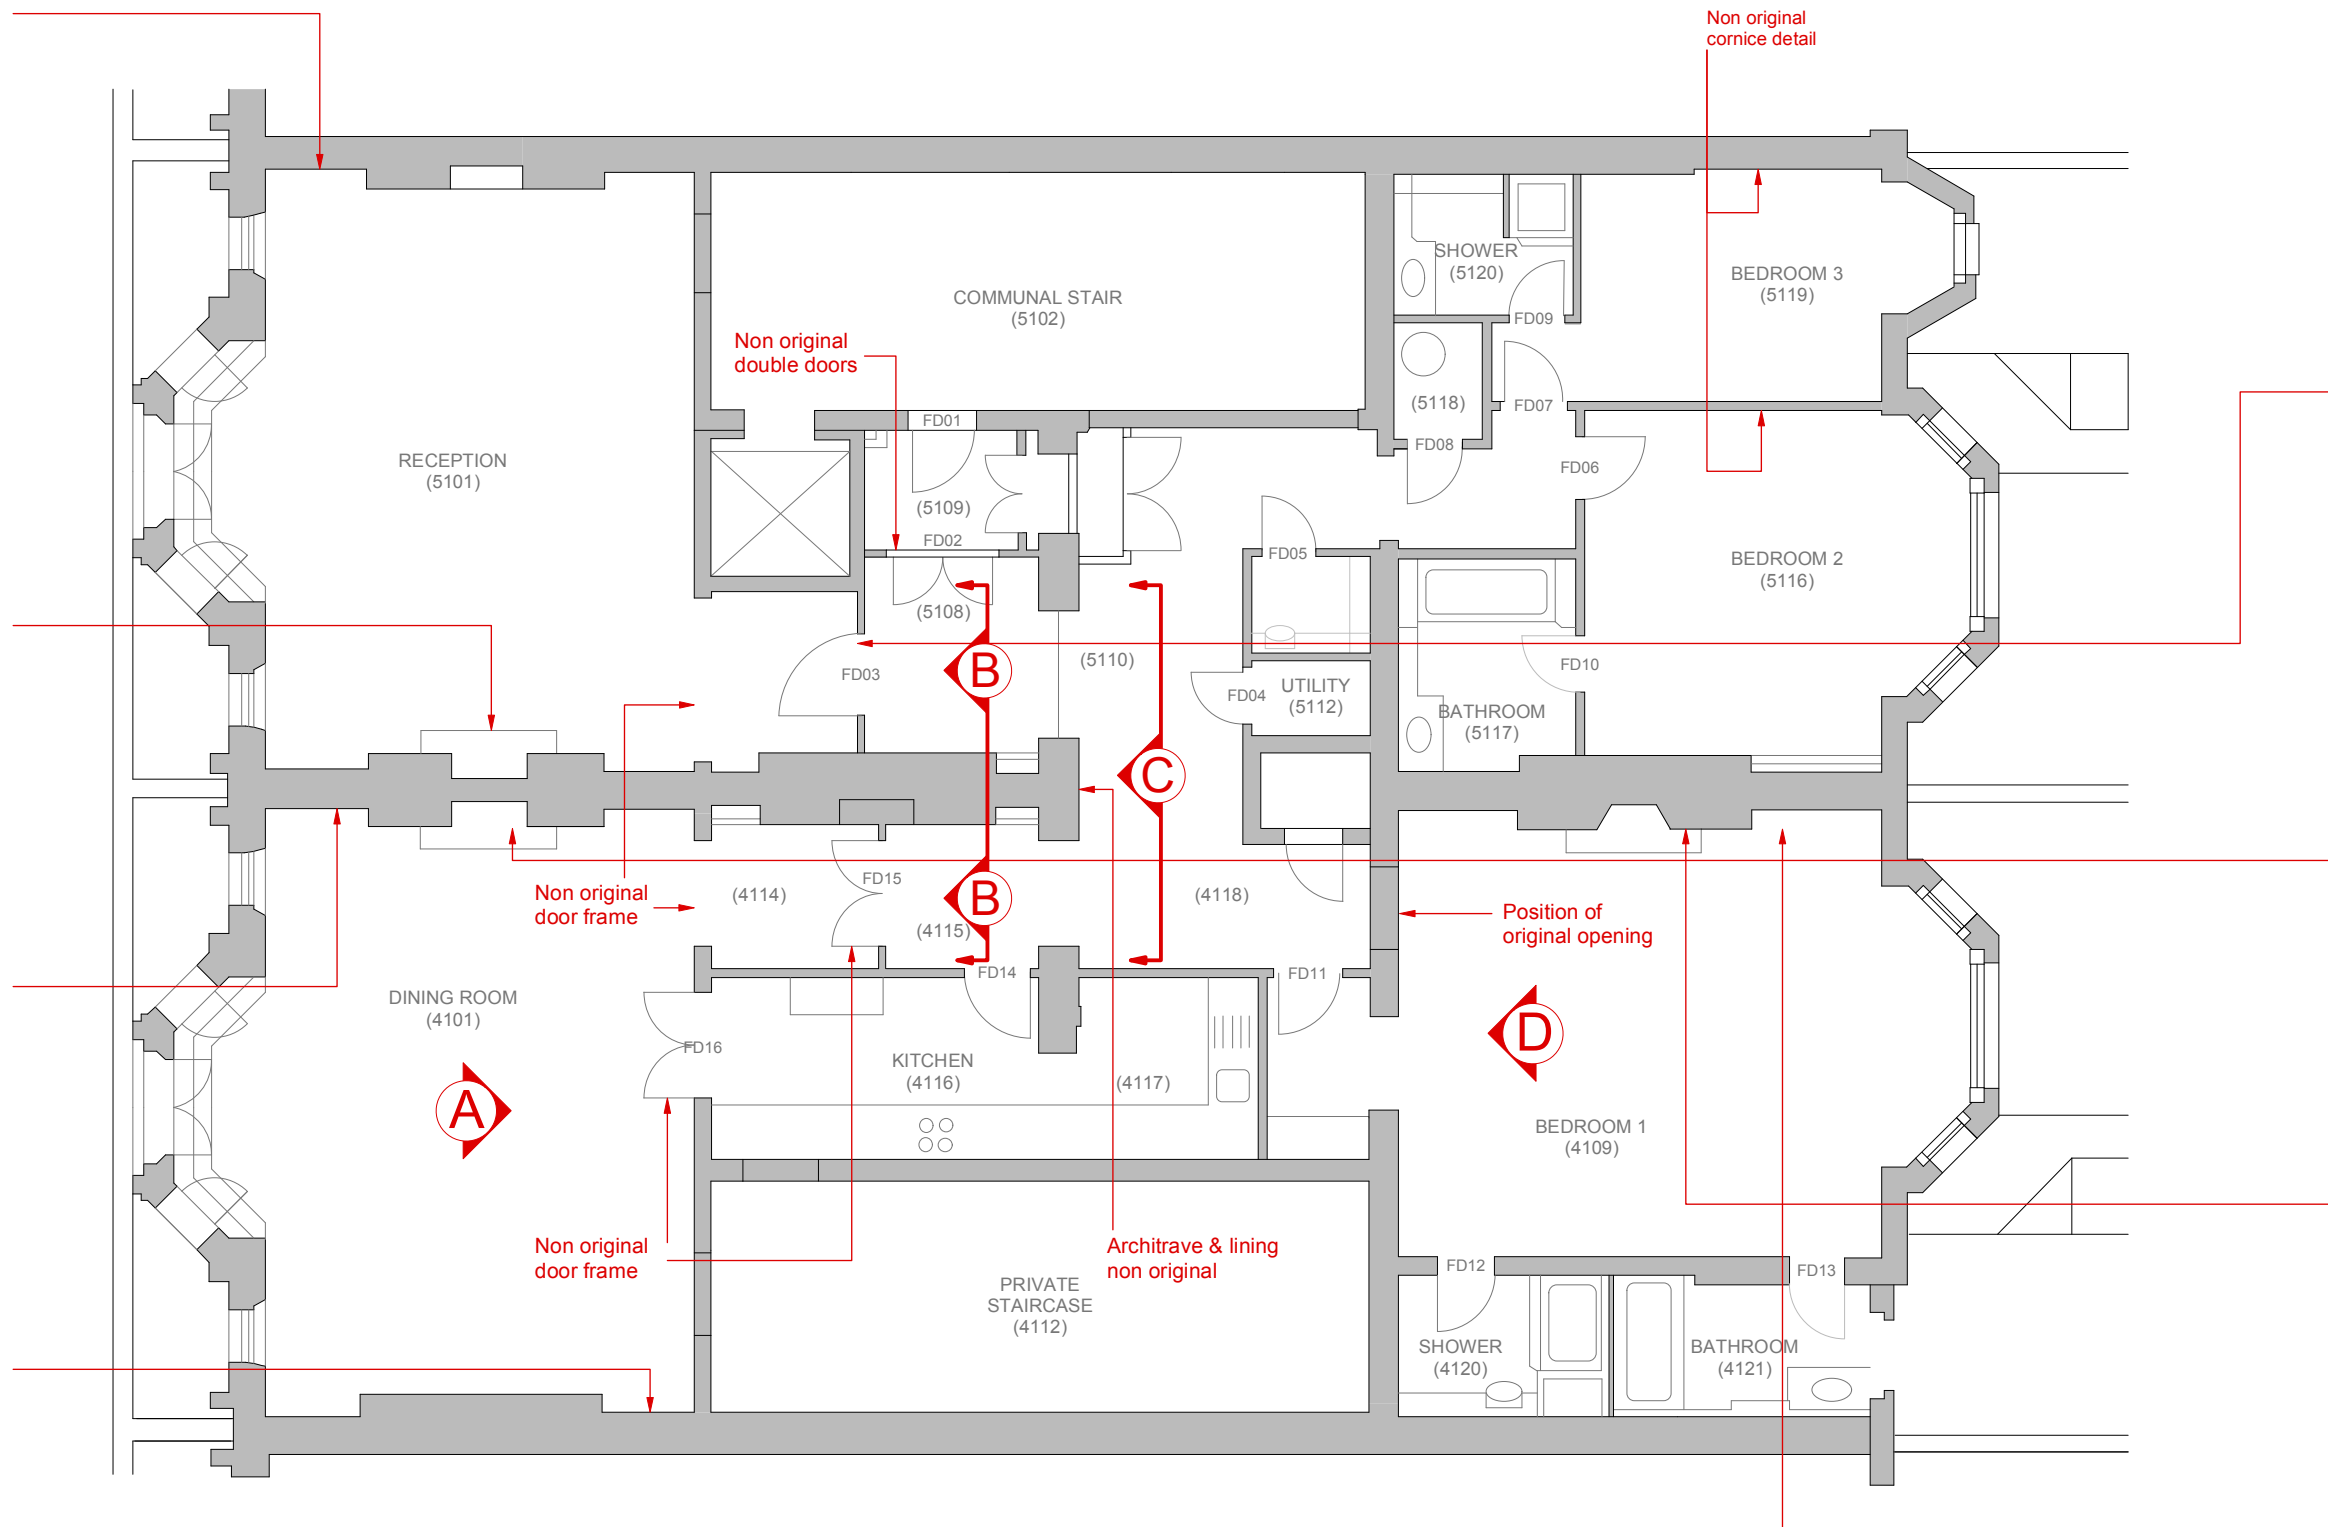 Non original
cornice detail
SHOWER
(5120)
BEDROOM 3
(5119)
COMMUNAL STAIR
(5102)
FD09
Non original
double doors
(5118)
FD07
FD01
FD08
RECEPTION
(5101)
FD06
(5109)
FD02
FD05
BEDROOM 2
(5116)
(5108)
B
(5110)
FD03
FD10
UTILITY
(5112)
FD04
BATHROOM
(5117)
C
FD15
Non original
door frame
(4114)
B
(4118)
(4115)
Position of
original opening
FD14
FD11
DINING ROOM
(4101)
D
FD16
KITCHEN
(4116)
(4117)
A
BEDROOM 1
(4109)
Non original
door frame
Architrave & lining
non original
FD12
FD13
PRIVATE
STAIRCASE
(4112)
SHOWER
(4120)
BATHROOM
(4121)